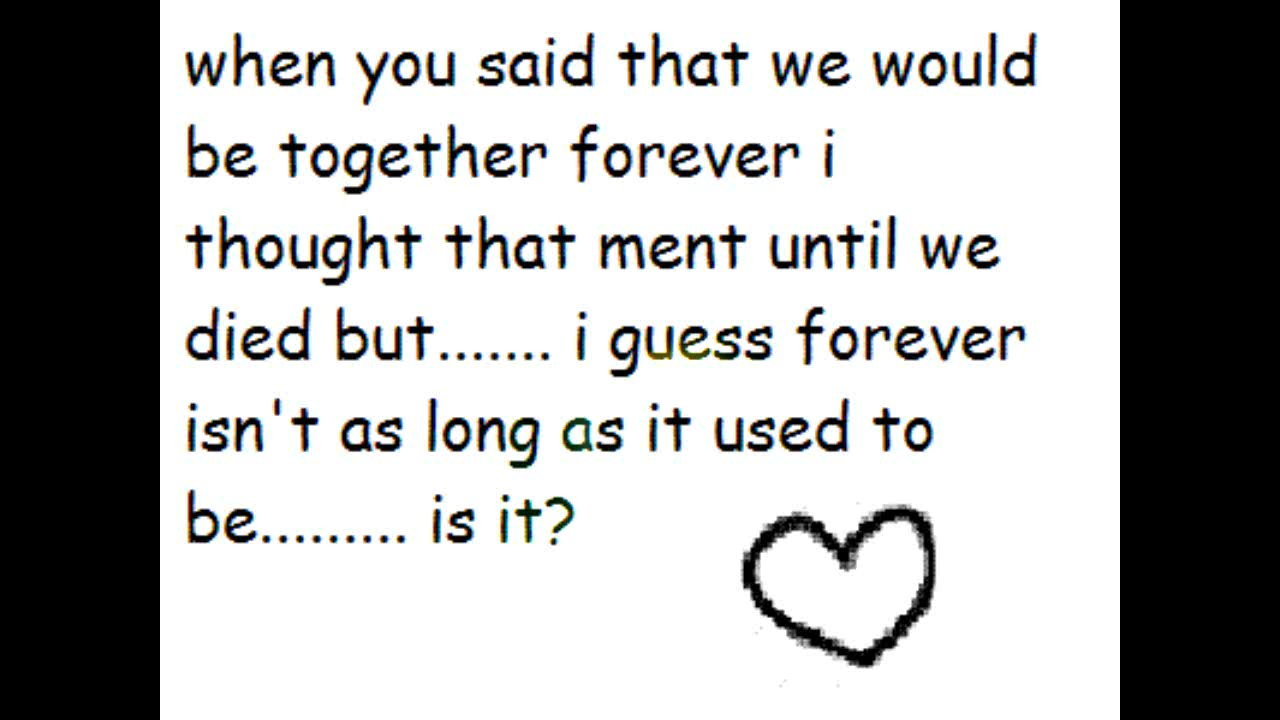 when you said that we would
be together forever i
thought that ment until we
died but....... i guess forever
isn't as long as it used to
be......... is it?